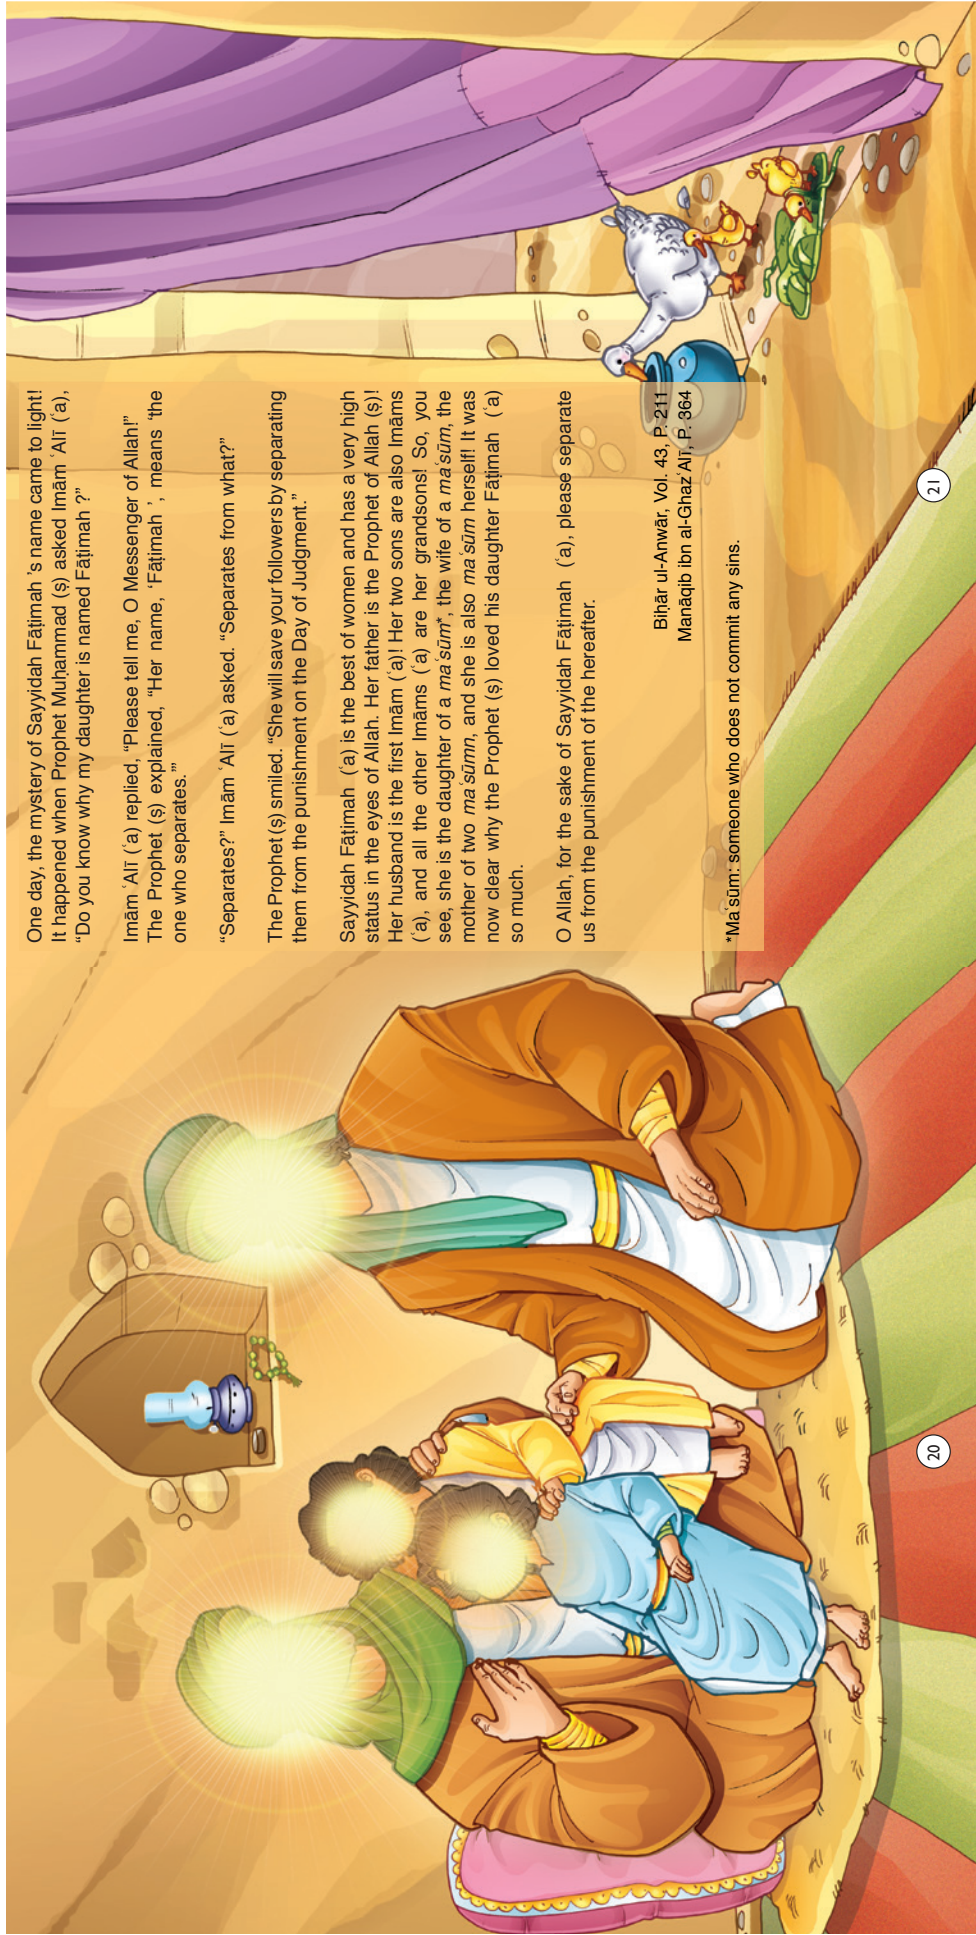 One day, the mystery of Sayyidah Fāṭimah 's name came to light!
It happened when Prophet Muḥammad (ṣ) asked Imām ʿAlī (ʿa),
“Do you know why my daughter is named Fāṭimah ?”
Imām ʿAlī (ʿa) replied, “Please tell me, O Messenger of Allah!”
The Prophet (ṣ) explained, “Her name, ‘Fāṭimah ’, means ‘the
one who separates.’”
“Separates?” Imām ʿAlī (ʿa) asked. “Separates from what?”
The Prophet (ṣ) smiled. “She will save your followers by separating
them from the punishment on the Day of Judgment.”
Sayyidah Fāṭimah (ʿa) is the best of women and has a very high
status in the eyes of Allah. Her father is the Prophet of Allah (ṣ)!
Her husband is the first Imām (ʿa)! Her two sons are also Imāms
(ʿa), and all the other Imāms (ʿa) are her grandsons! So, you
see, she is the daughter of a maʿṣūm*, the wife of a maʿṣūm, the
mother of two maʿṣūmn, and she is also maʿṣūm herself! It was
now clear why the Prophet (ṣ) loved his daughter Fāṭimah (ʿa)
so much.
O Allah, for the sake of Sayyidah Fāṭimah (ʿa), please separate
us from the punishment of the hereafter.
Biḥār ul-Anwār, Vol. 43, P. 211
Manāqib ibn al-GhazʿAlī, P. 364
*Maʿṣūm: someone who does not commit any sins.
20
21